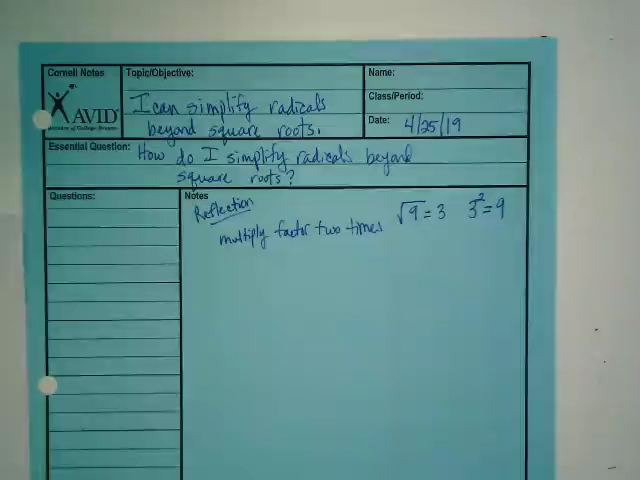 Cornell Notes
Topic/Objective:
I can simplify radicals
beyond square roots.
Name:
Class/Period:
Date: 4/25/19
AVID
Essential Question: How do I simplify radicals beyond
square roots?
Questions:
Notes
Reflection
multiply factor two times √9 = 3 3² = 9